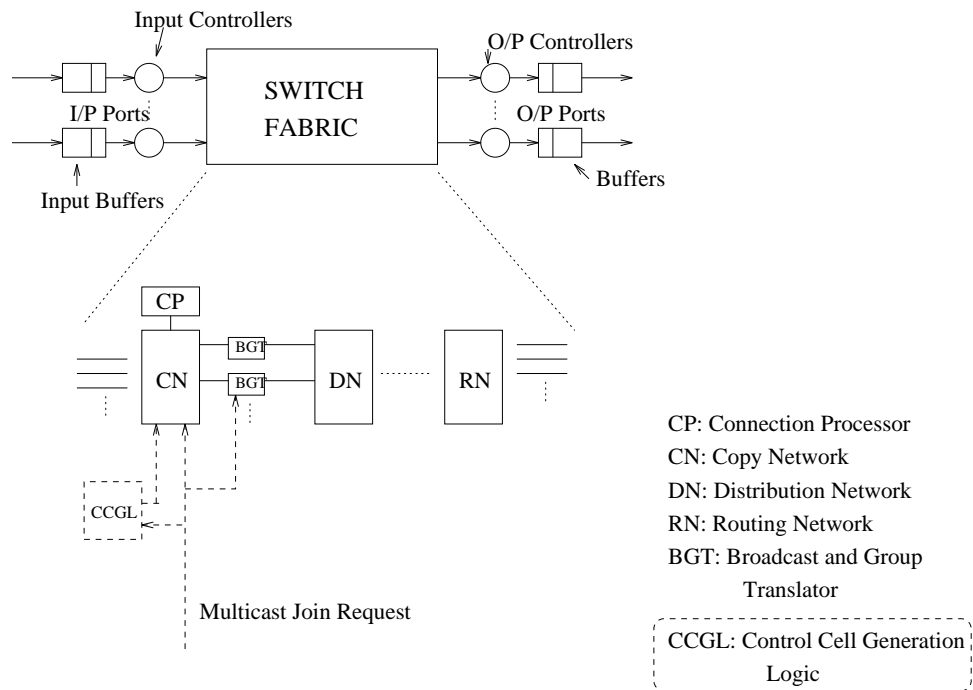 Input Controllers
O/P Controllers
SWITCH
FABRIC
I/P Ports
O/P Ports
Input Buffers
Buffers
CP
BGT
CN
BGT
DN
RN
CCGL
Multicast Join Request
CP: Connection Processor
CN: Copy Network
DN: Distribution Network
RN: Routing Network
BGT: Broadcast and Group
Translator
CCGL: Control Cell Generation
Logic